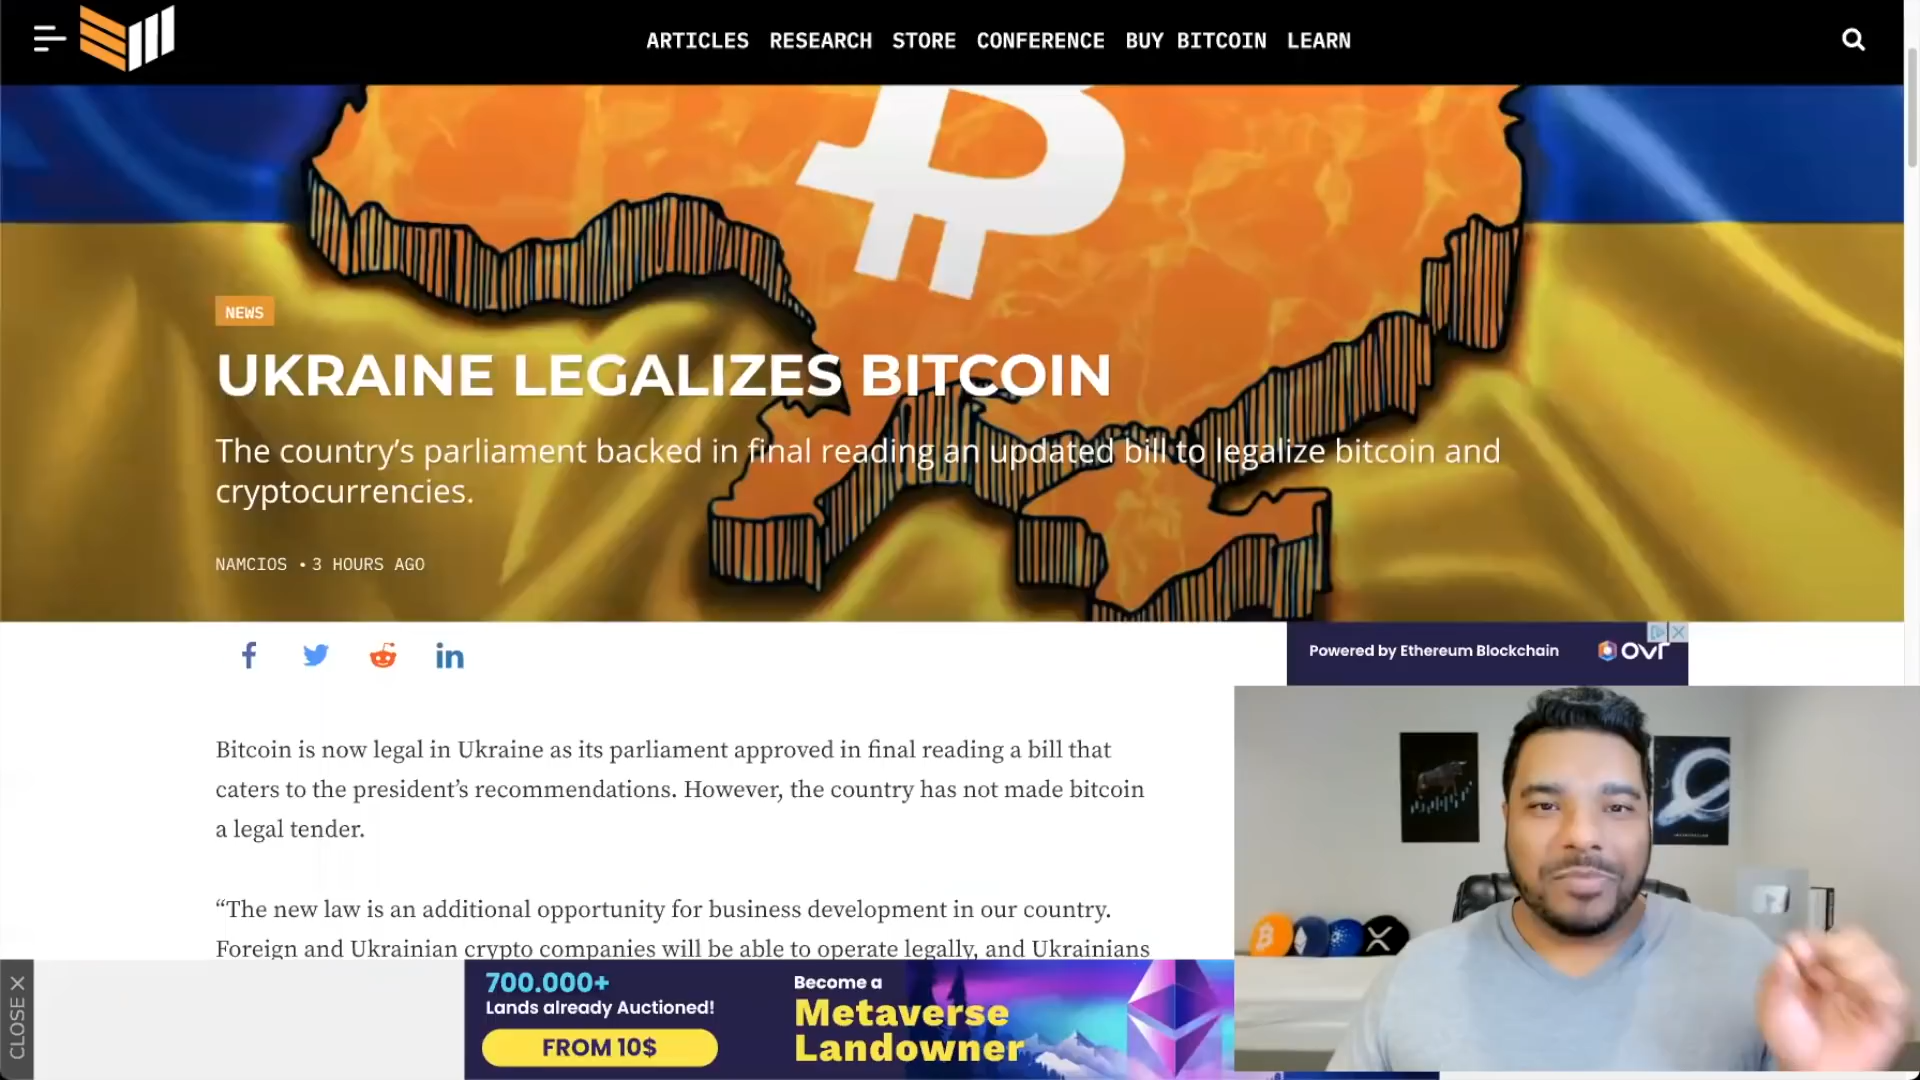 ARTICLES RESEARCH STORE CONFERENCE BUY BITCOIN LEARN
NEWS
UKRAINE LEGALIZES BITCOIN
The country’s parliament backed in final reading an updated bill to legalize bitcoin and
cryptocurrencies.
NAMCIOS • 3 HOURS AGO
Powered by Ethereum Blockchain
ovr
Bitcoin is now legal in Ukraine as its parliament approved in final reading a bill that
caters to the president’s recommendations. However, the country has not made bitcoin
a legal tender.
“The new law is an additional opportunity for business development in our country.
Foreign and Ukrainian crypto companies will be able to operate legally, and Ukrainians
CLOSE X
700.000+
Lands already Auctioned!
FROM 10$
Become a
Metaverse
Landowner